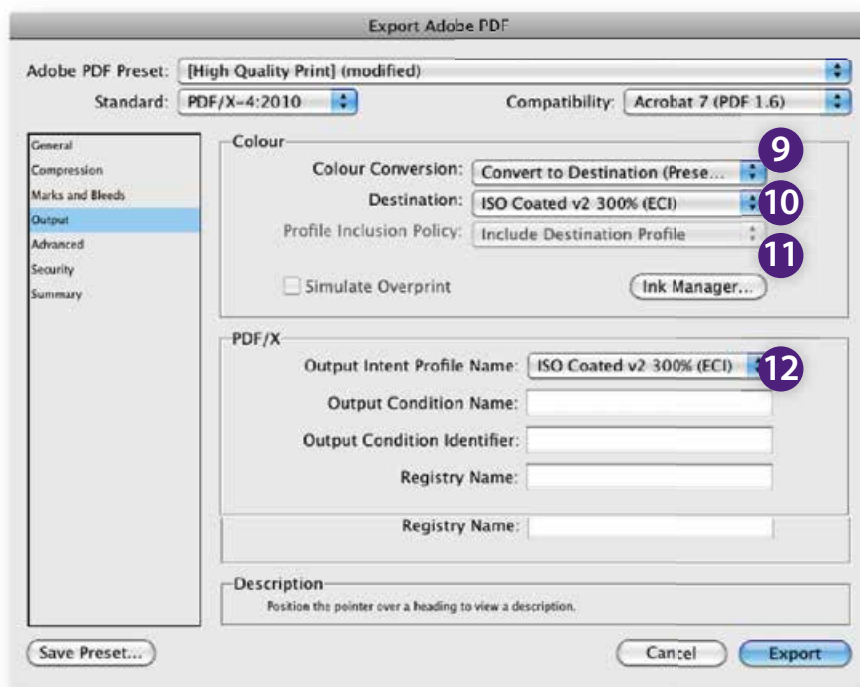 Export Adobe PDF
Adobe PDF Preset: [High Quality Print] (modified)
Standard: PDF/X-4:2010 Compatibility: Acrobat 7 (PDF 1.6)
General
Compression
Marks and Bleeds
Output
Advanced
Security
Summary
Colour
Colour Conversion: Convert to Destination (Prese... 9
Destination: ISO Coated v2 300% (ECI) 10
Profile Inclusion Policy: Include Destination Profile 11
Simulate Overprint Ink Manager...
PDF/X
Output Intent Profile Name: ISO Coated v2 300% (ECI) 12
Output Condition Name:
Output Condition Identifier:
Registry Name:
Registry Name:
Description
Position the pointer over a heading to view a description.
Save Preset... Cancel Export